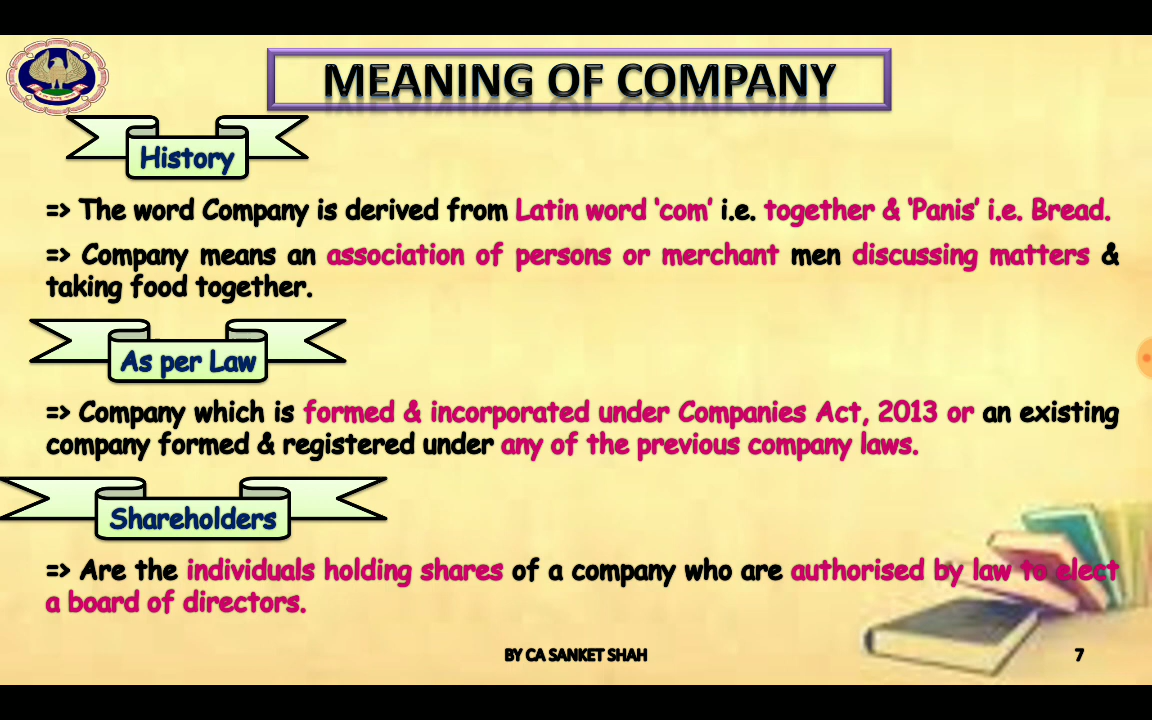 MEANING OF COMPANY
History
=> The word Company is derived from Latin word ‘com’ i.e. together & ‘Panis’ i.e. Bread.
=> Company means an association of persons or merchant men discussing matters &
taking food together.
As per Law
=> Company which is formed & incorporated under Companies Act, 2013 or an existing
company formed & registered under any of the previous company laws.
Shareholders
=> Are the individuals holding shares of a company who are authorised by law to elect
a board of directors.
BY CA SANKET SHAH
7